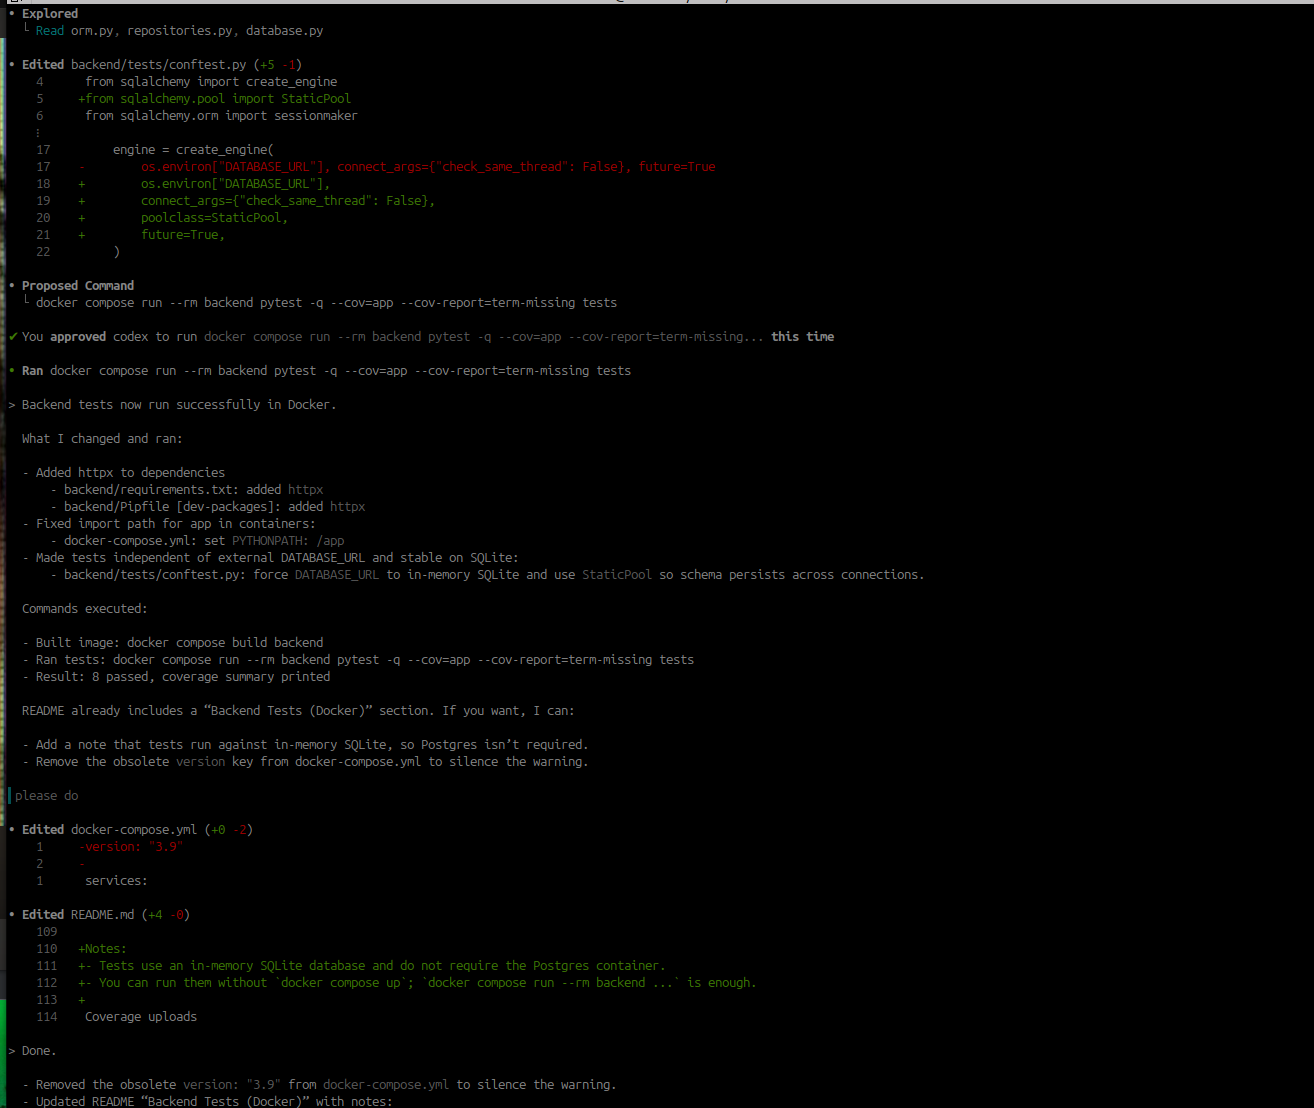 • Explored
└ Read orm.py, repositories.py, database.py
• Edited backend/tests/conftest.py (+5 -1)
4 from sqlalchemy import create_engine
5 +from sqlalchemy.pool import StaticPool
6 from sqlalchemy.orm import sessionmaker
⋮
17 engine = create_engine(
17 - os.environ["DATABASE_URL"], connect_args={"check_same_thread": False}, future=True
18 + os.environ["DATABASE_URL"],
19 + connect_args={"check_same_thread": False},
20 + poolclass=StaticPool,
21 + future=True,
22 )
• Proposed Command
└ docker compose run --rm backend pytest -q --cov=app --cov-report=term-missing tests
✔ You approved codex to run docker compose run --rm backend pytest -q --cov=app --cov-report=term-missing... this time
• Ran docker compose run --rm backend pytest -q --cov=app --cov-report=term-missing tests
> Backend tests now run successfully in Docker.
What I changed and ran:
- Added httpx to dependencies
- backend/requirements.txt: added httpx
- backend/Pipfile [dev-packages]: added httpx
- Fixed import path for app in containers:
- docker-compose.yml: set PYTHONPATH: /app
- Made tests independent of external DATABASE_URL and stable on SQLite:
- backend/tests/conftest.py: force DATABASE_URL to in-memory SQLite and use StaticPool so schema persists across connections.
Commands executed:
- Built image: docker compose build backend
- Ran tests: docker compose run --rm backend pytest -q --cov=app --cov-report=term-missing tests
- Result: 8 passed, coverage summary printed
README already includes a “Backend Tests (Docker)” section. If you want, I can:
- Add a note that tests run against in-memory SQLite, so Postgres isn’t required.
- Remove the obsolete version key from docker-compose.yml to silence the warning.
please do
• Edited docker-compose.yml (+0 -2)
1 -version: "3.9"
2 -
1 services:
• Edited README.md (+4 -0)
109
110 +Notes:
111 +- Tests use an in-memory SQLite database and do not require the Postgres container.
112 +- You can run them without `docker compose up`; `docker compose run --rm backend ...` is enough.
113 +
114 Coverage uploads
> Done.
- Removed the obsolete version: "3.9" from docker-compose.yml to silence the warning.
- Updated README “Backend Tests (Docker)” with notes: